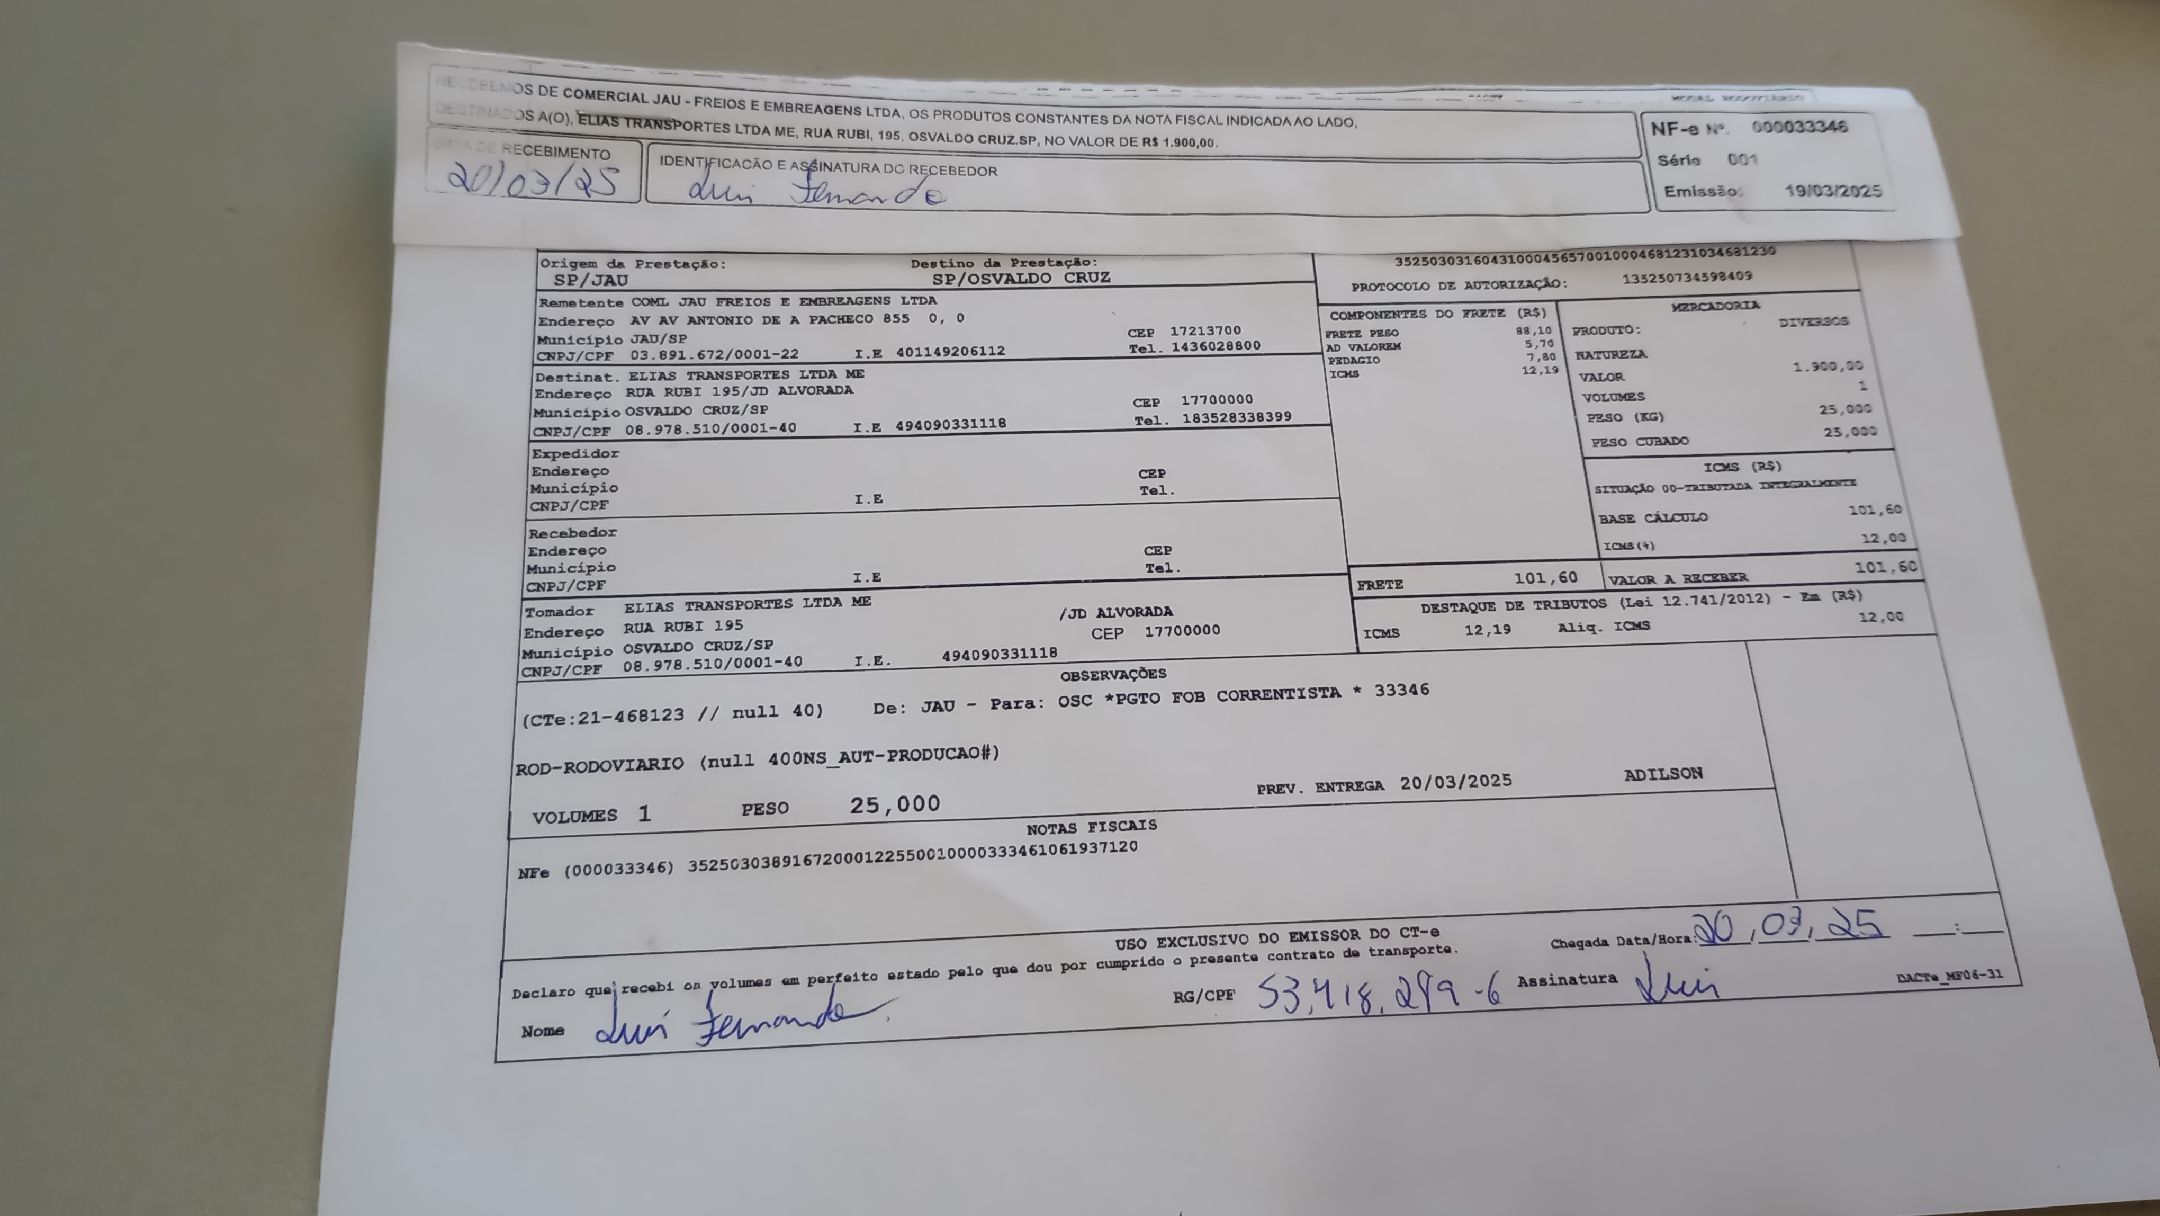 RECEBEMOS DE COMERCIAL JAU - FREIOS E EMBREAGENS LTDA, OS PRODUTOS CONSTANTES DA NOTA FISCAL INDICADA AO LADO,
DESTINADOS A(O), ELIAS TRANSPORTES LTDA ME, RUA RUBI, 195, OSVALDO CRUZ.SP, NO VALOR DE R$ 1.900,00.
DATA DE RECEBIMENTO
20/03/25
IDENTIFICACÃO E ASSINATURA DO RECEBEDOR
Luis Fernando
MODAL RODOVIÁRIO
NF-e Nº. 000033346
Série 001
Emissão: 19/03/2025
Origem da Prestação: Destino da Prestação:
SP/JAU SP/OSVALDO CRUZ
Remetente COML JAU FREIOS E EMBREAGENS LTDA
Endereço AV AV ANTONIO DE A PACHECO 855 0, 0
Município JAU/SP CEP 17213700
CNPJ/CPF 03.891.672/0001-22 I.E 401149206112 Tel. 1436028800
Destinat. ELIAS TRANSPORTES LTDA ME
Endereço RUA RUBI 195/JD ALVORADA
Município OSVALDO CRUZ/SP CEP 17700000
CNPJ/CPF 08.978.510/0001-40 I.E 494090331118 Tel. 183528338399
Expedidor
Endereço CEP
Município Tel.
CNPJ/CPF I.E
Recebedor
Endereço CEP
Município Tel.
CNPJ/CPF I.E
Tomador ELIAS TRANSPORTES LTDA ME
Endereço RUA RUBI 195 /JD ALVORADA
Município OSVALDO CRUZ/SP CEP 17700000
CNPJ/CPF 08.978.510/0001-40 I.E. 494090331118
35250303160431000456570010004681231034681230
PROTOCOLO DE AUTORIZAÇÃO: 135250734598409
COMPONENTES DO FRETE (R$)
FRETE PESO 88,10
AD VALOREM 5,70
PEDAGIO 7,80
ICMS 12,19
MERCADORIA
PRODUTO: DIVERSOS
NATUREZA
VALOR 1.900,00
VOLUMES 1
PESO (KG) 25,000
PESO CUBADO 25,000
ICMS (R$)
SITUAÇÃO 00-TRIBUTADA INTEGRALMENTE
BASE CÁLCULO 101,60
ICMS(%) 12,00
FRETE 101,60 VALOR A RECEBER 101,60
DESTAQUE DE TRIBUTOS (Lei 12.741/2012) - Em (R$)
ICMS 12,19 Aliq. ICMS 12,00
OBSERVAÇÕES
(CTe:21-468123 // null 40) De: JAU - Para: OSC *PGTO FOB CORRENTISTA * 33346
ROD-RODOVIARIO (null 400NS_AUT-PRODUCAO#)
VOLUMES 1 PESO 25,000 PREV. ENTREGA 20/03/2025 ADILSON
NOTAS FISCAIS
NFe (000033346) 35250303891672000122550010000333461061937120
USO EXCLUSIVO DO EMISSOR DO CT-e
Declaro que recebi os volumes em perfeito estado pelo que dou por cumprido o presente contrato de transporte.
Chegada Data/Hora: 20,03,25 __:__
Nome Luis Fernando RG/CPF 53,418,299-6 Assinatura Luis
DACTe_MF06-31